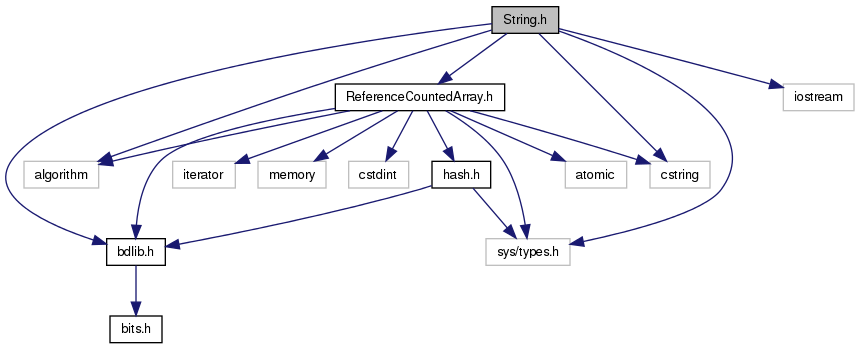 String.h
ReferenceCountedArray.h
iostream
algorithm
iterator
memory
cstdint
hash.h
atomic
cstring
bdlib.h
sys/types.h
bits.h